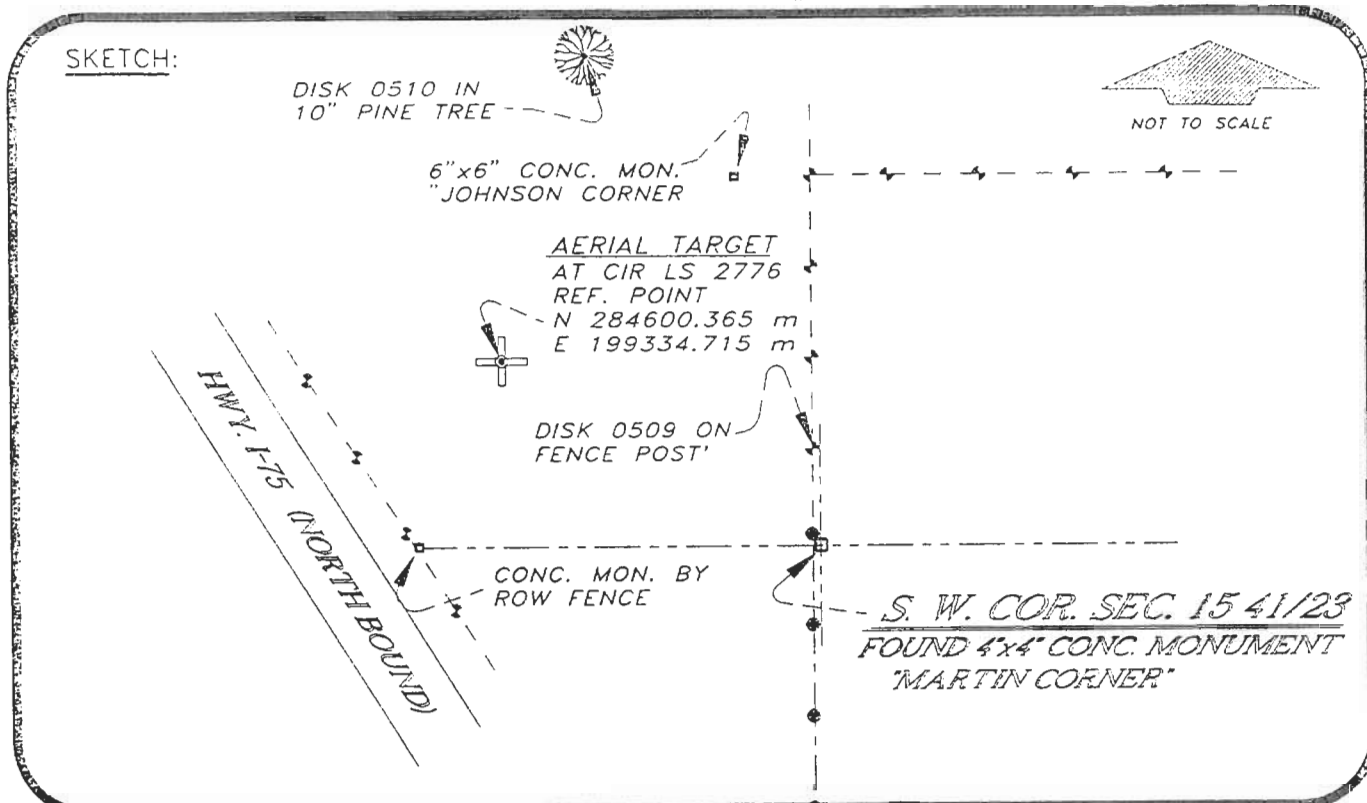 SKETCH:
DISK 0510 IN
10" PINE TREE
NOT TO SCALE
6"x6" CONC. MON.
"JOHNSON CORNER
AERIAL TARGET
AT CIR LS 2776
REF. POINT
N 284600.365 m
E 199334.715 m
HWY. I-75 (NORTH BOUND)
DISK 0509 ON
FENCE POST'
CONC. MON. BY
ROW FENCE
S. W. COR. SEC. 15 41/23
FOUND 4"x4" CONC. MONUMENT
"MARTIN CORNER"